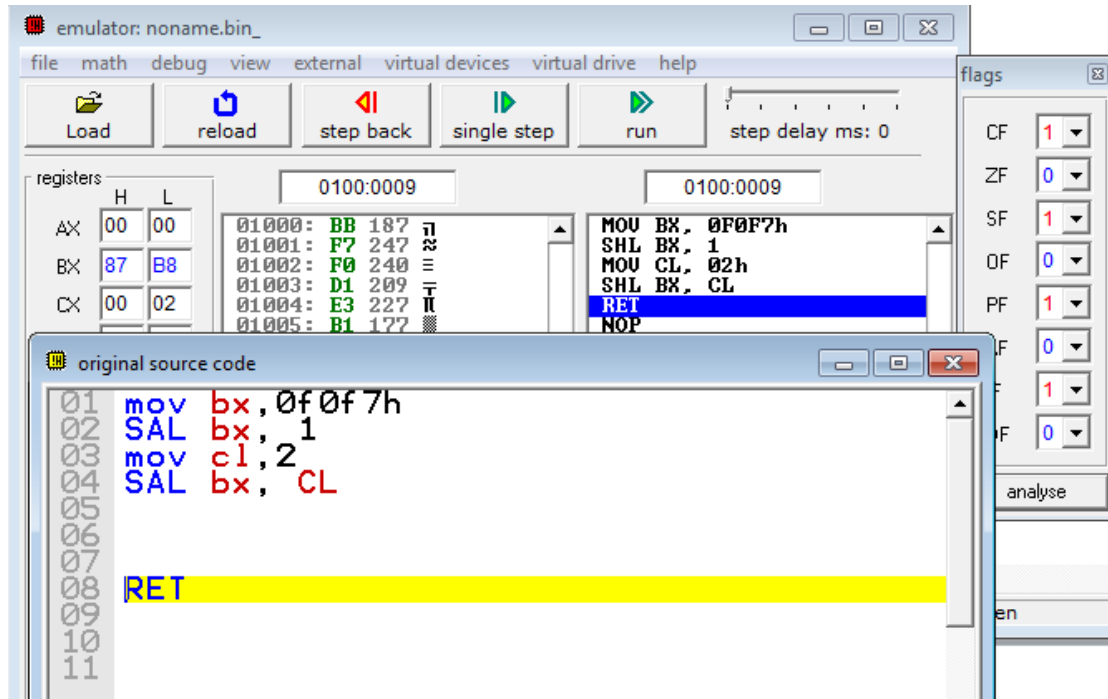 emulator: noname.bin_
file math debug view external virtual devices virtual drive help
flags
Load reload step back single step run step delay ms: 0
CF 1
registers
H L
0100:0009 0100:0009
ZF 0
AX 00 00
01000: BB 187 ╗
MOV BX, 0F0F7h
SF 1
01001: F7 247 ≈
SHL BX, 1
BX 87 B8
01002: F0 240 ≡
MOV CL, 02h
OF 0
01003: D1 209 ╤
SHL BX, CL
CX 00 02
01004: E3 227 π
RET
PF 1
01005: B1 177 ▒
NOP
original source code
F 0
F 1
F 0
01 mov bx,0f0f7h
02 SAL bx, 1
03 mov cl,2
04 SAL bx, CL
05
06
07
08 RET
09
10
11
analyse
en